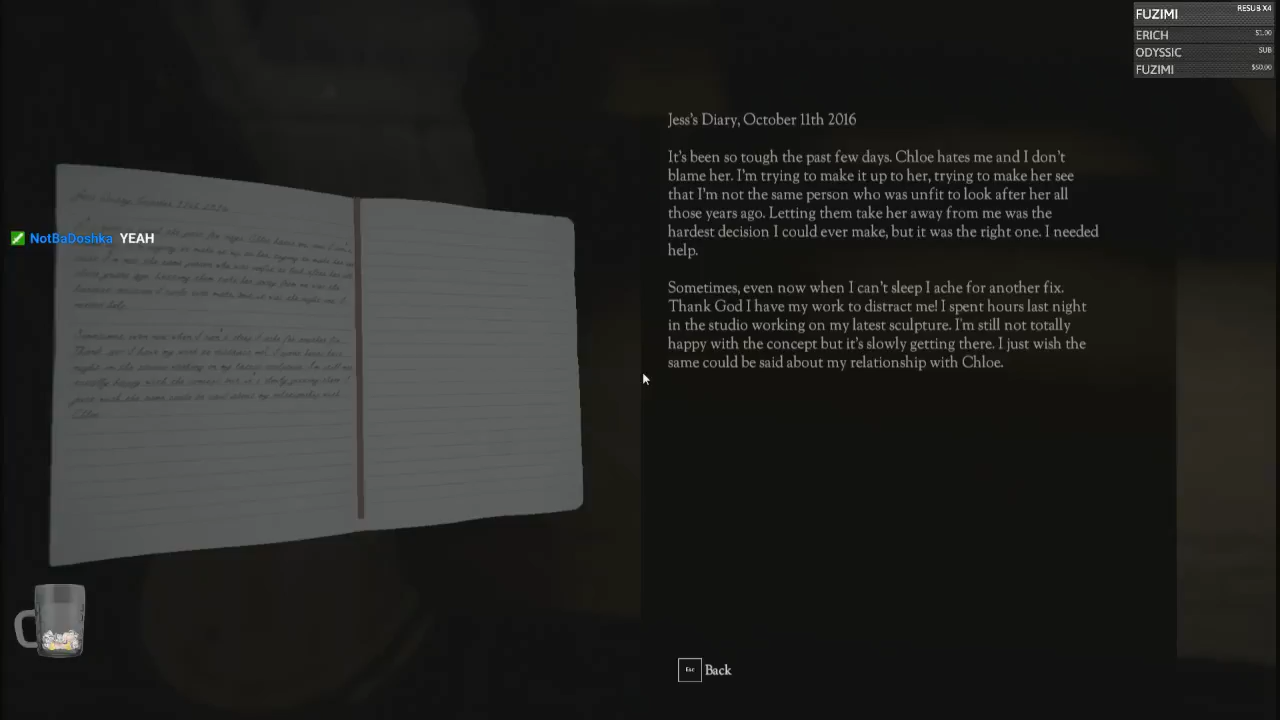 FUZIMI RESUB X4
ERICH $1.00
ODYSSIC SUB
FUZIMI $50.00
Jess's Diary, October 11th 2016
It's been so tough the past few days. Chloe hates me and I don't
blame her. I'm trying to make it up to her, trying to make her see
that I'm not the same person who was unfit to look after her all
those years ago. Letting them take her away from me was the
hardest decision I could ever make, but it was the right one. I needed
help.
Sometimes, even now when I can't sleep I ache for another fix.
Thank God I have my work to distract me! I spent hours last night
in the studio working on my latest sculpture. I'm still not totally
happy with the concept but it's slowly getting there. I just wish the
same could be said about my relationship with Chloe.
NotBaDoshka YEAH
Esc Back